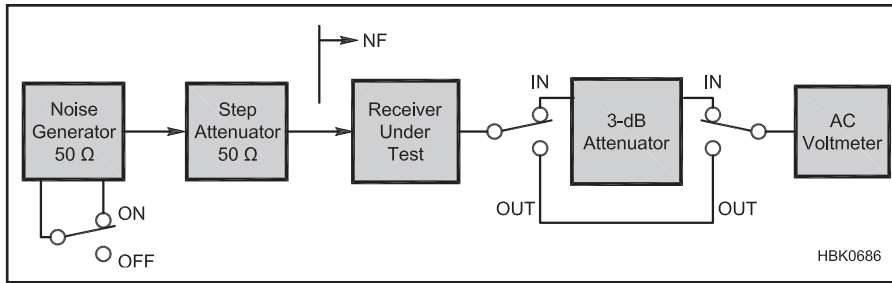 NF
Noise
Generator
50 Ω
Step
Attenuator
50 Ω
Receiver
Under
Test
IN
3-dB
Attenuator
IN
AC
Voltmeter
OUT
OUT
ON
OFF
HBK0686